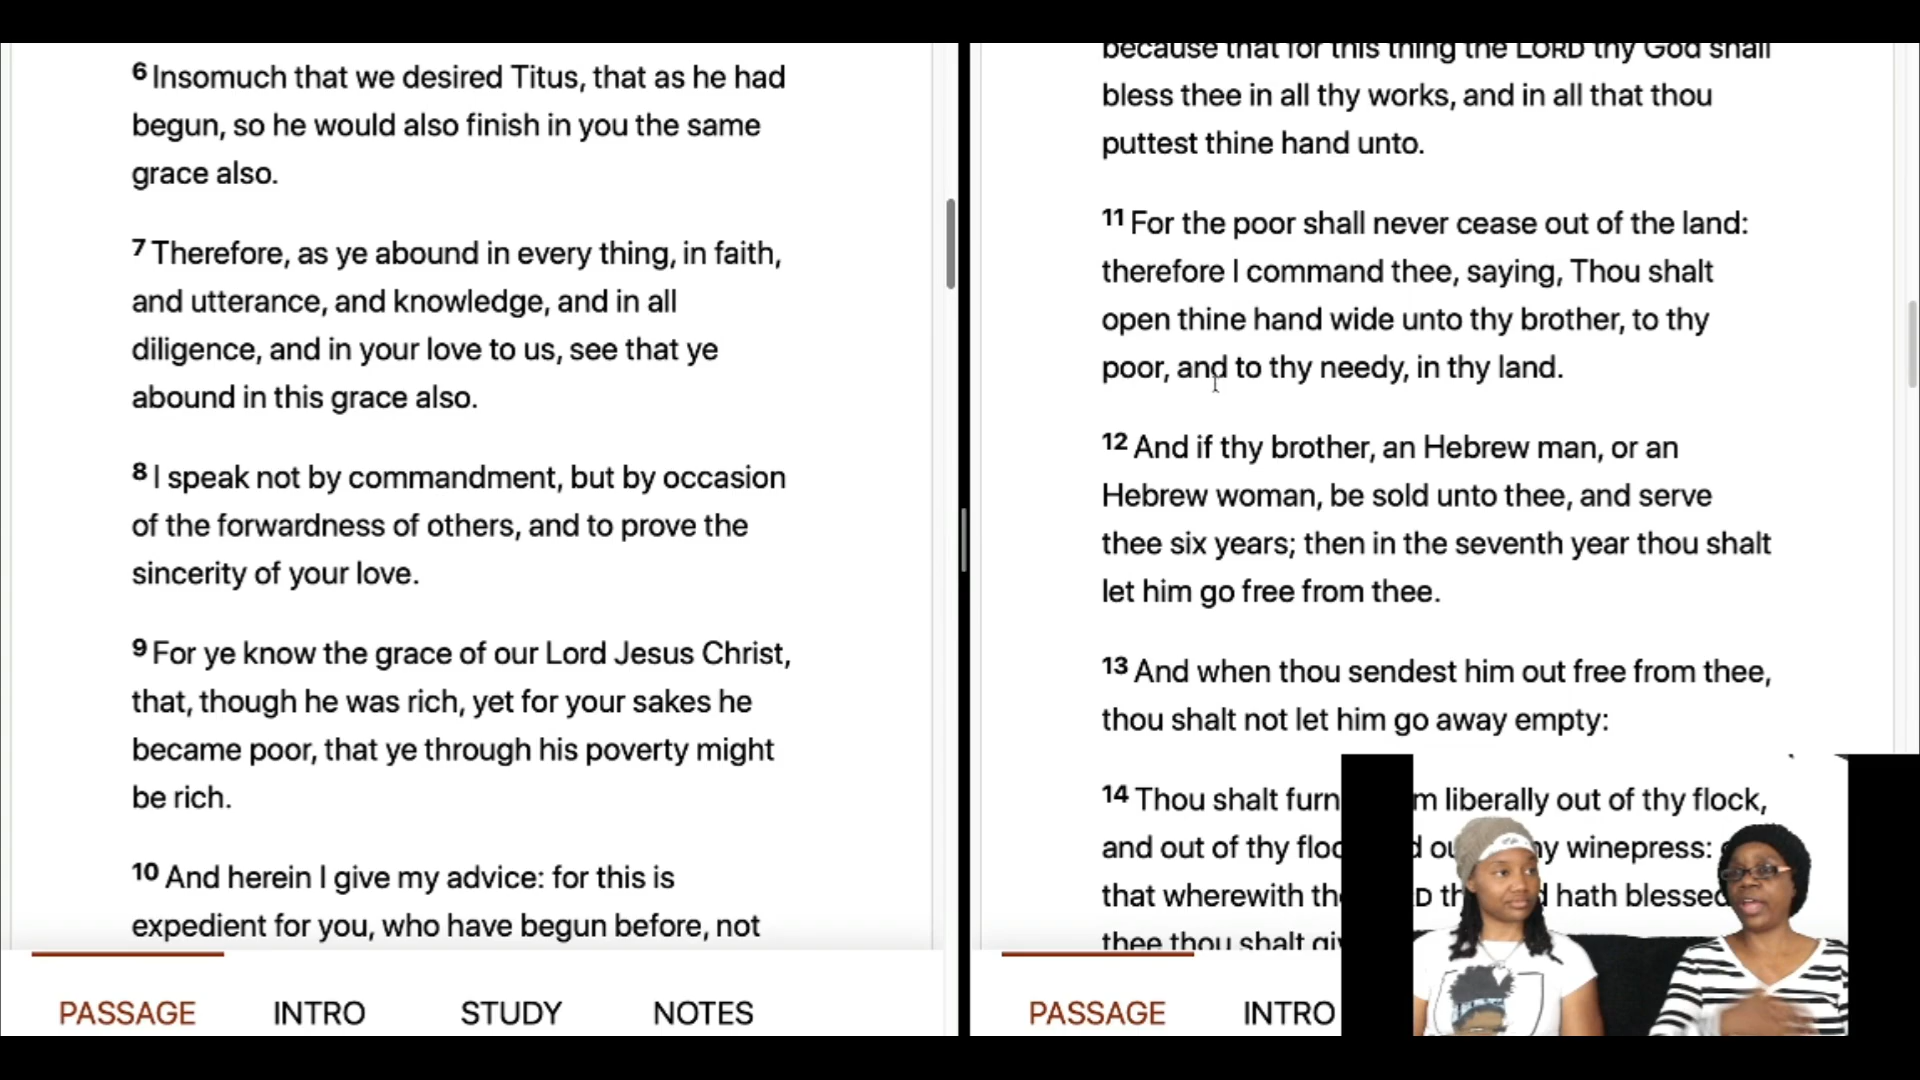 6 Insomuch that we desired Titus, that as he had
begun, so he would also finish in you the same
grace also.
7 Therefore, as ye abound in every thing, in faith,
and utterance, and knowledge, and in all
diligence, and in your love to us, see that ye
abound in this grace also.
8 I speak not by commandment, but by occasion
of the forwardness of others, and to prove the
sincerity of your love.
9 For ye know the grace of our Lord Jesus Christ,
that, though he was rich, yet for your sakes he
became poor, that ye through his poverty might
be rich.
10 And herein I give my advice: for this is
expedient for you, who have begun before, not
PASSAGE INTRO STUDY NOTES
because that for this thing the LORD thy God shall
bless thee in all thy works, and in all that thou
puttest thine hand unto.
11 For the poor shall never cease out of the land:
therefore I command thee, saying, Thou shalt
open thine hand wide unto thy brother, to thy
poor, and to thy needy, in thy land.
12 And if thy brother, an Hebrew man, or an
Hebrew woman, be sold unto thee, and serve
thee six years; then in the seventh year thou shalt
let him go free from thee.
13 And when thou sendest him out free from thee,
thou shalt not let him go away empty:
14 Thou shalt furn m liberally out of thy flock,
and out of thy winepress:
that wherewith hath blessed
thee thou shalt
PASSAGE INTRO